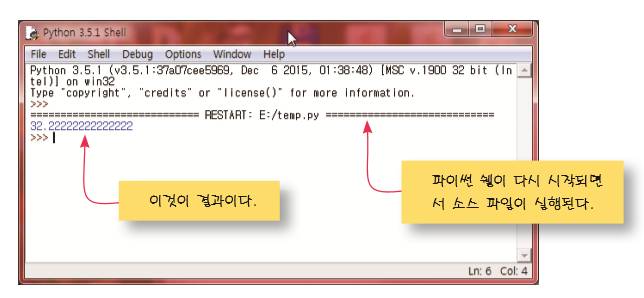 Python 3.5.1 Shell
File Edit Shell Debug Options Window Help
Python 3.5.1 (v3.5.1:37a07cee5969, Dec  6 2015, 01:38:48) [MSC v.1900 32 bit (In
tel)] on win32
Type "copyright", "credits" or "license()" for more information.
>>>
============================ RESTART: E:/temp.py ============================
32.22222222222222
>>>
이것이 결과이다.
파이썬 쉘이 다시 시작되면
서 소스 파일이 실행된다.
Ln: 6 Col: 4